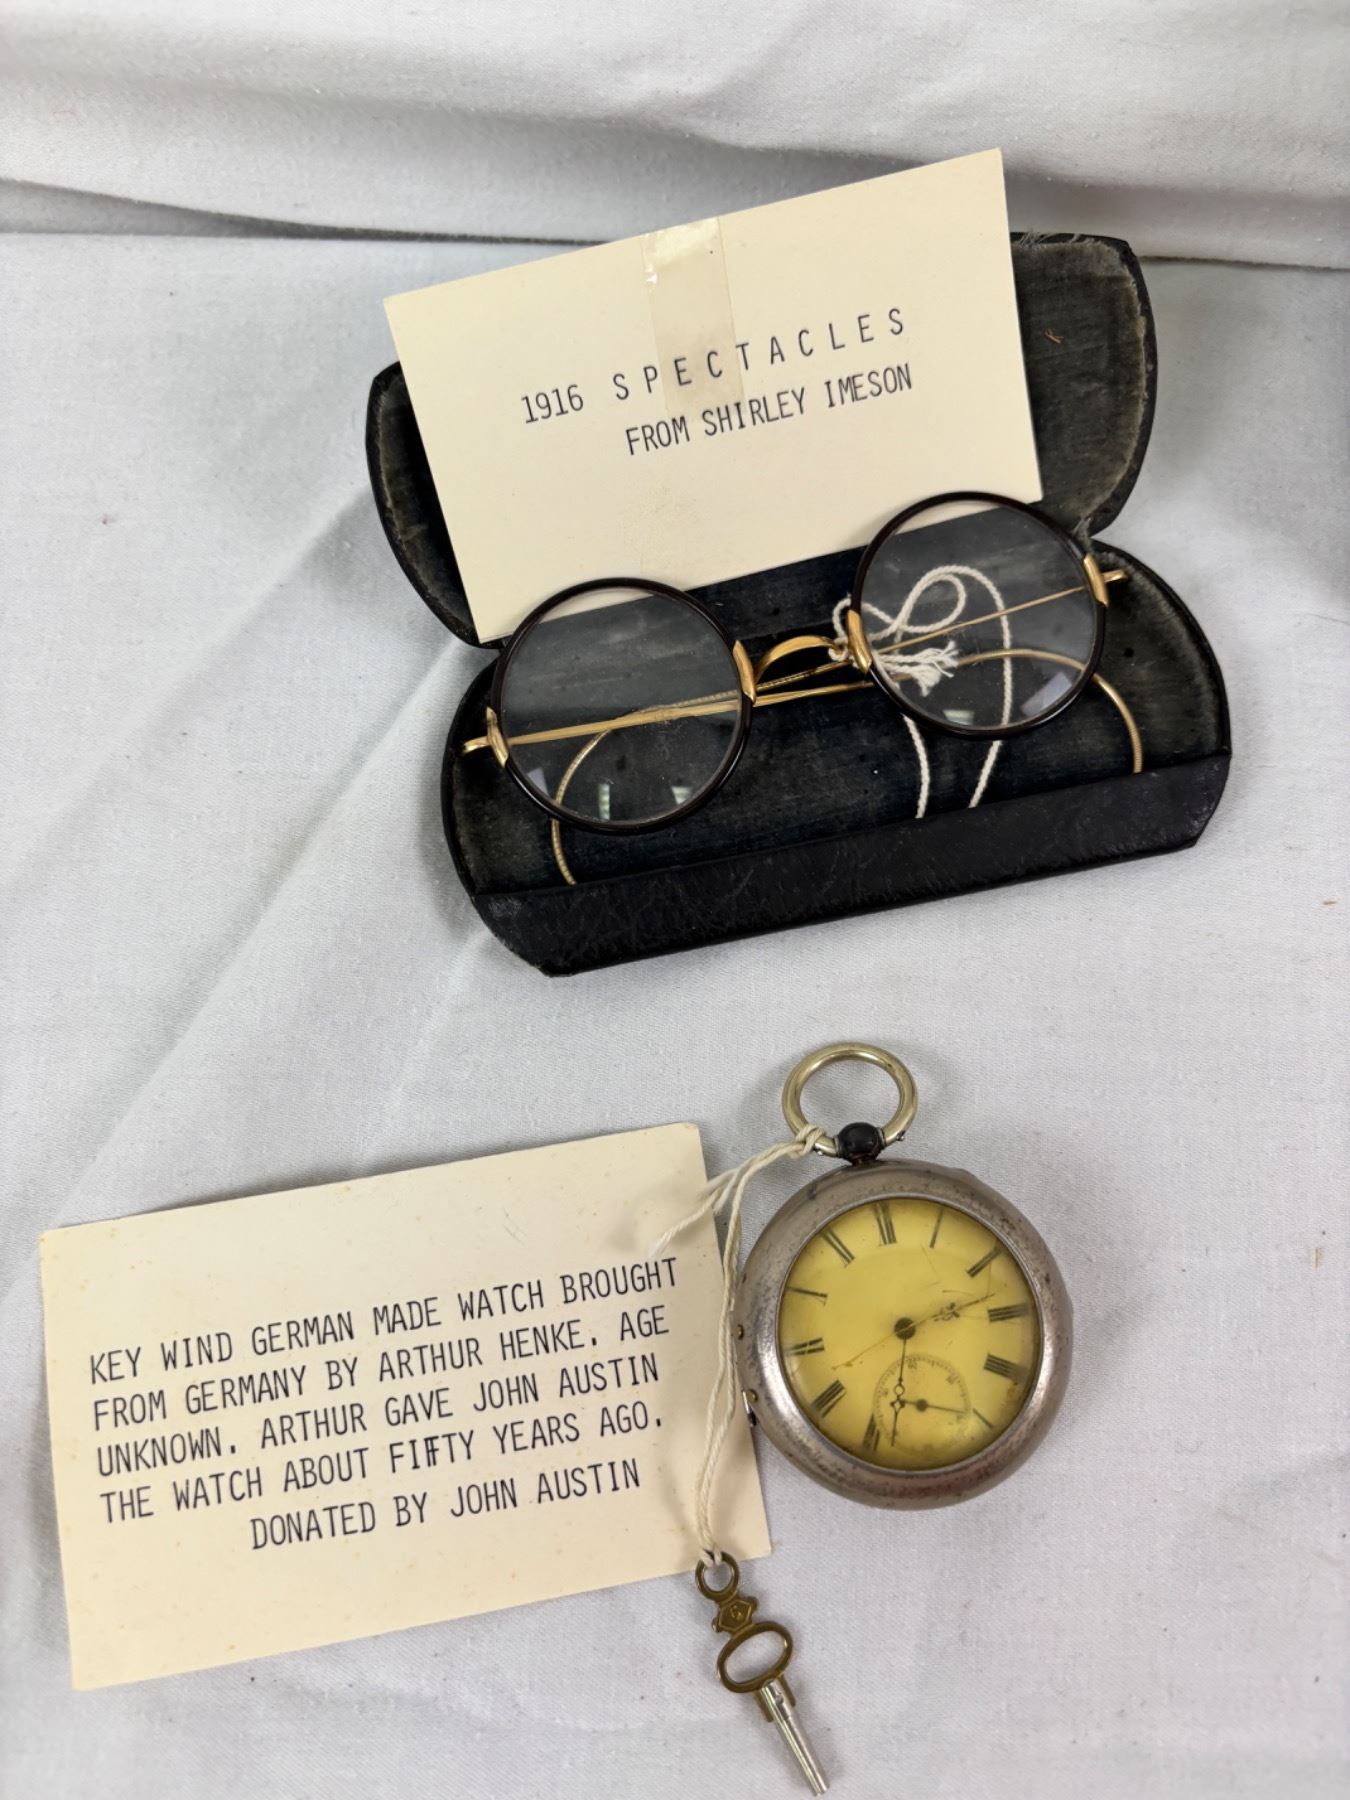 1916 SPECTACLES
FROM SHIRLEY IMESON
KEY WIND GERMAN MADE WATCH BROUGHT
FROM GERMANY BY ARTHUR HENKE. AGE
UNKNOWN. ARTHUR GAVE JOHN AUSTIN
THE WATCH ABOUT FIFTY YEARS AGO.
DONATED BY JOHN AUSTIN